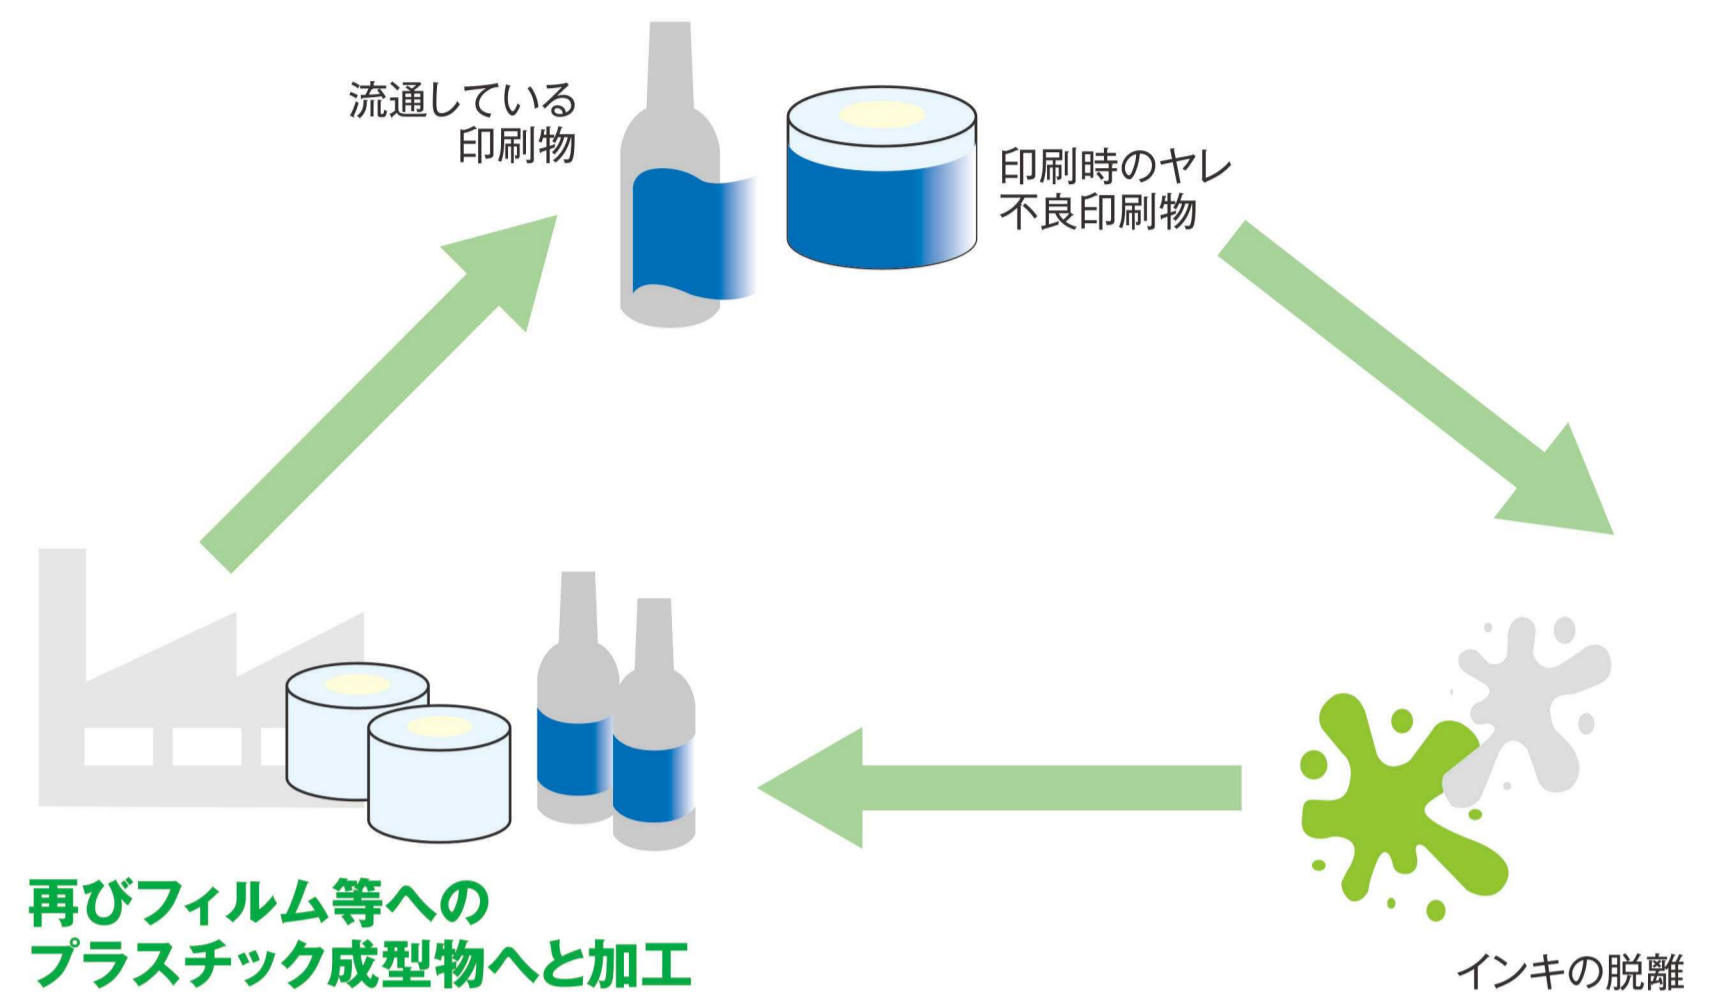 流通している
印刷物
印刷時のヤレ
不良印刷物
再びフィルム等への
プラスチック成型物へと加工
インキの脱離